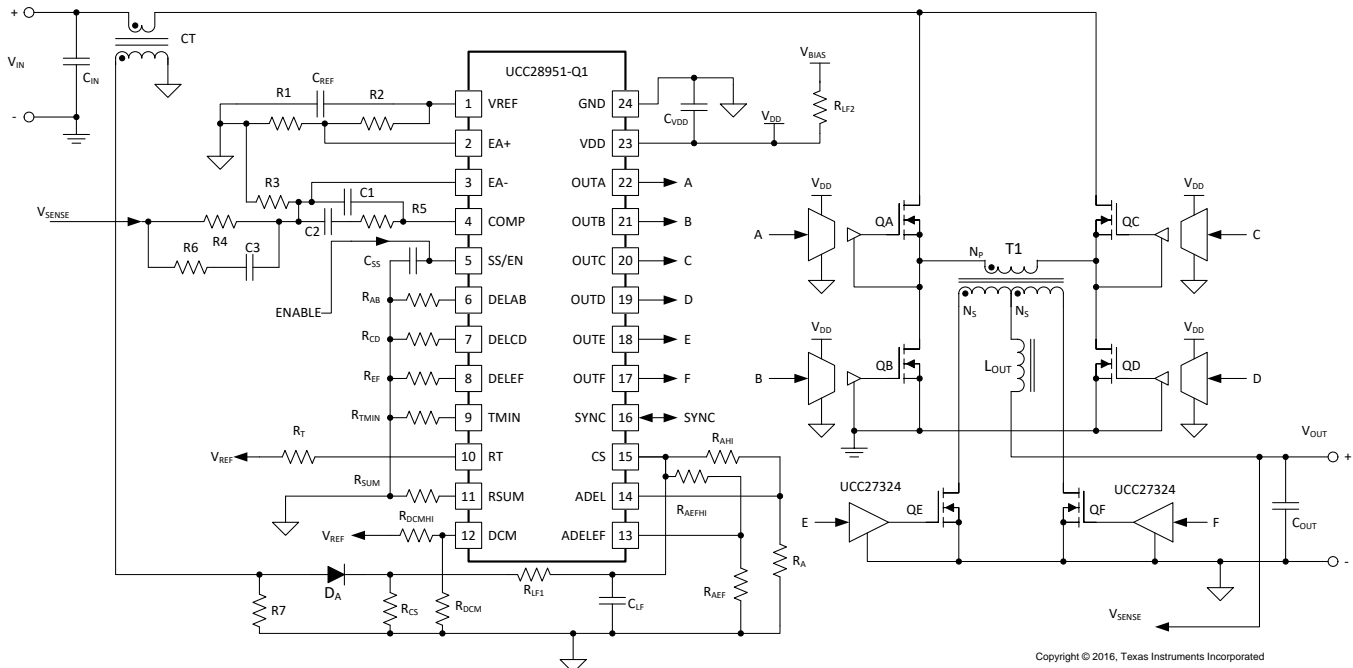 +
V_IN
-
C_IN
CT
UCC28951-Q1
C_REF
R1
R2
1 VREF
2 EA+
3 EA-
4 COMP
5 SS/EN
6 DELAB
7 DELCD
8 DELEF
9 TMIN
10 RT
11 RSUM
12 DCM
GND 24
VDD 23
OUTA 22
OUTB 21
OUTC 20
OUTD 19
OUTE 18
OUTF 17
SYNC 16
CS 15
ADEL 14
ADELEF 13
R3
C1
V_SENSE
R4
C2
R5
R6
C3
C_SS
ENABLE
R_AB
R_CD
R_EF
R_TMIN
R_T
V_REF
R_SUM
R_DCMHI
V_REF
D_A
R7
R_CS
R_DCM
R_LF1
C_LF
V_BIAS
R_LF2
C_VDD
V_DD
A
B
C
D
E
F
SYNC
R_AHI
R_AEFHI
R_A
R_AEF
V_DD
QA
A
V_DD
QC
C
N_P
T1
N_S
N_S
V_DD
QB
B
L_OUT
V_DD
QD
D
V_OUT
+
UCC27324
E
QE
QF
UCC27324
F
C_OUT
-
V_SENSE
Copyright © 2016, Texas Instruments Incorporated